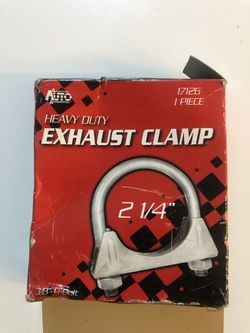 AUTO
17126
1 PIECE
HEAVY DUTY
EXHAUST CLAMP
2 1/4"